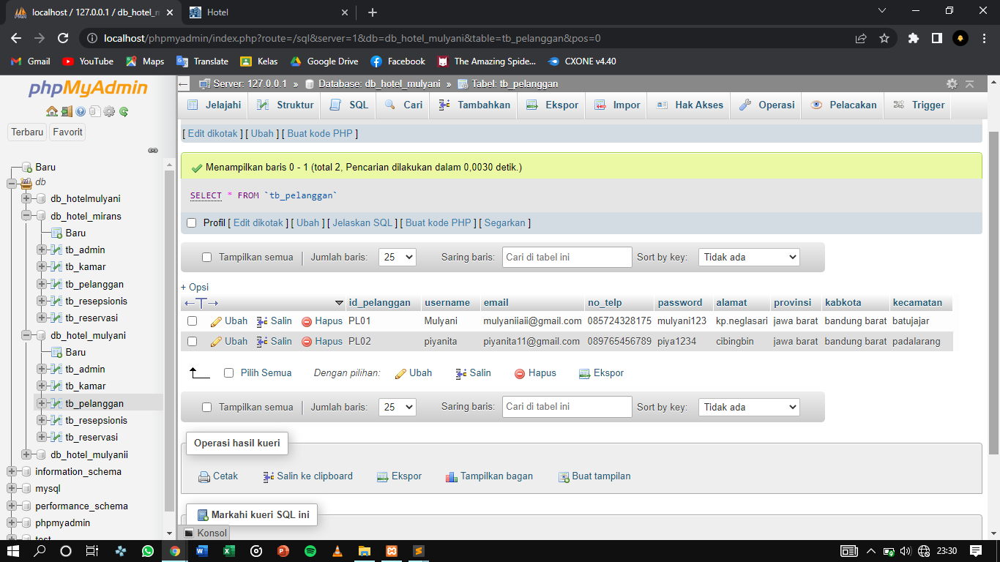 localhost / 127.0.0.1 / db_hotel_m
Hotel
localhost/phpmyadmin/index.php?route=/sql&server=1&db=db_hotel_mulyani&table=tb_pelanggan&pos=0
Gmail YouTube Maps Translate Kelas Google Drive Facebook The Amazing Spide... CXONE v4.40
phpMyAdmin
Terbaru Favorit
Baru
db
db_hotelmulyani
db_hotel_mirans
Baru
tb_admin
tb_kamar
tb_pelanggan
tb_resepsionis
tb_reservasi
db_hotel_mulyani
Baru
tb_admin
tb_kamar
tb_pelanggan
tb_resepsionis
tb_reservasi
db_hotel_mulyanii
information_schema
mysql
performance_schema
phpmyadmin
test
Server: 127.0.0.1 » Database: db_hotel_mulyani » Tabel: tb_pelanggan
Jelajahi Struktur SQL Cari Tambahkan Ekspor Impor Hak Akses Operasi Pelacakan Trigger
[ Edit dikotak ] [ Ubah ] [ Buat kode PHP ]
Menampilkan baris 0 - 1 (total 2, Pencarian dilakukan dalam 0,0030 detik.)
SELECT * FROM `tb_pelanggan`
Profil [ Edit dikotak ] [ Ubah ] [ Jelaskan SQL ] [ Buat kode PHP ] [ Segarkan ]
Tampilkan semua | Jumlah baris: 25 Saring baris: Cari di tabel ini Sort by key: Tidak ada
+ Opsi
←T→ id_pelanggan username email no_telp password alamat provinsi kabkota kecamatan
Ubah Salin Hapus PL01 Mulyani mulyaniiaii@gmail.com 085724328175 mulyani123 kp.neglasari jawa barat bandung barat batujajar
Ubah Salin Hapus PL02 piyanita piyanita11@gmail.com 089765456789 piya1234 cibingbin jawa barat bandung barat padalarang
Pilih Semua Dengan pilihan: Ubah Salin Hapus Ekspor
Tampilkan semua | Jumlah baris: 25 Saring baris: Cari di tabel ini Sort by key: Tidak ada
Operasi hasil kueri
Cetak Salin ke clipboard Ekspor Tampilkan bagan Buat tampilan
Markahi kueri SQL ini
Konsol
23:30